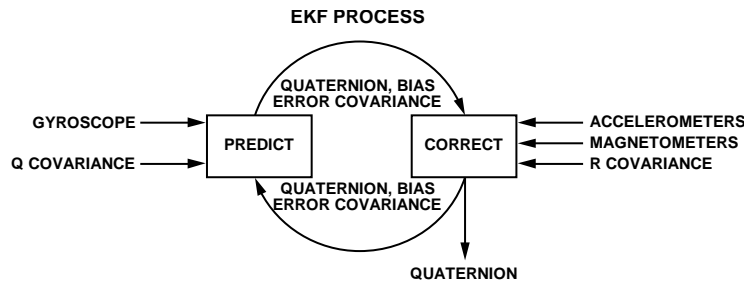 EKF PROCESS
QUATERNION, BIAS
ERROR COVARIANCE
GYROSCOPE
Q COVARIANCE
PREDICT
CORRECT
ACCELEROMETERS
MAGNETOMETERS
R COVARIANCE
QUATERNION, BIAS
ERROR COVARIANCE
QUATERNION